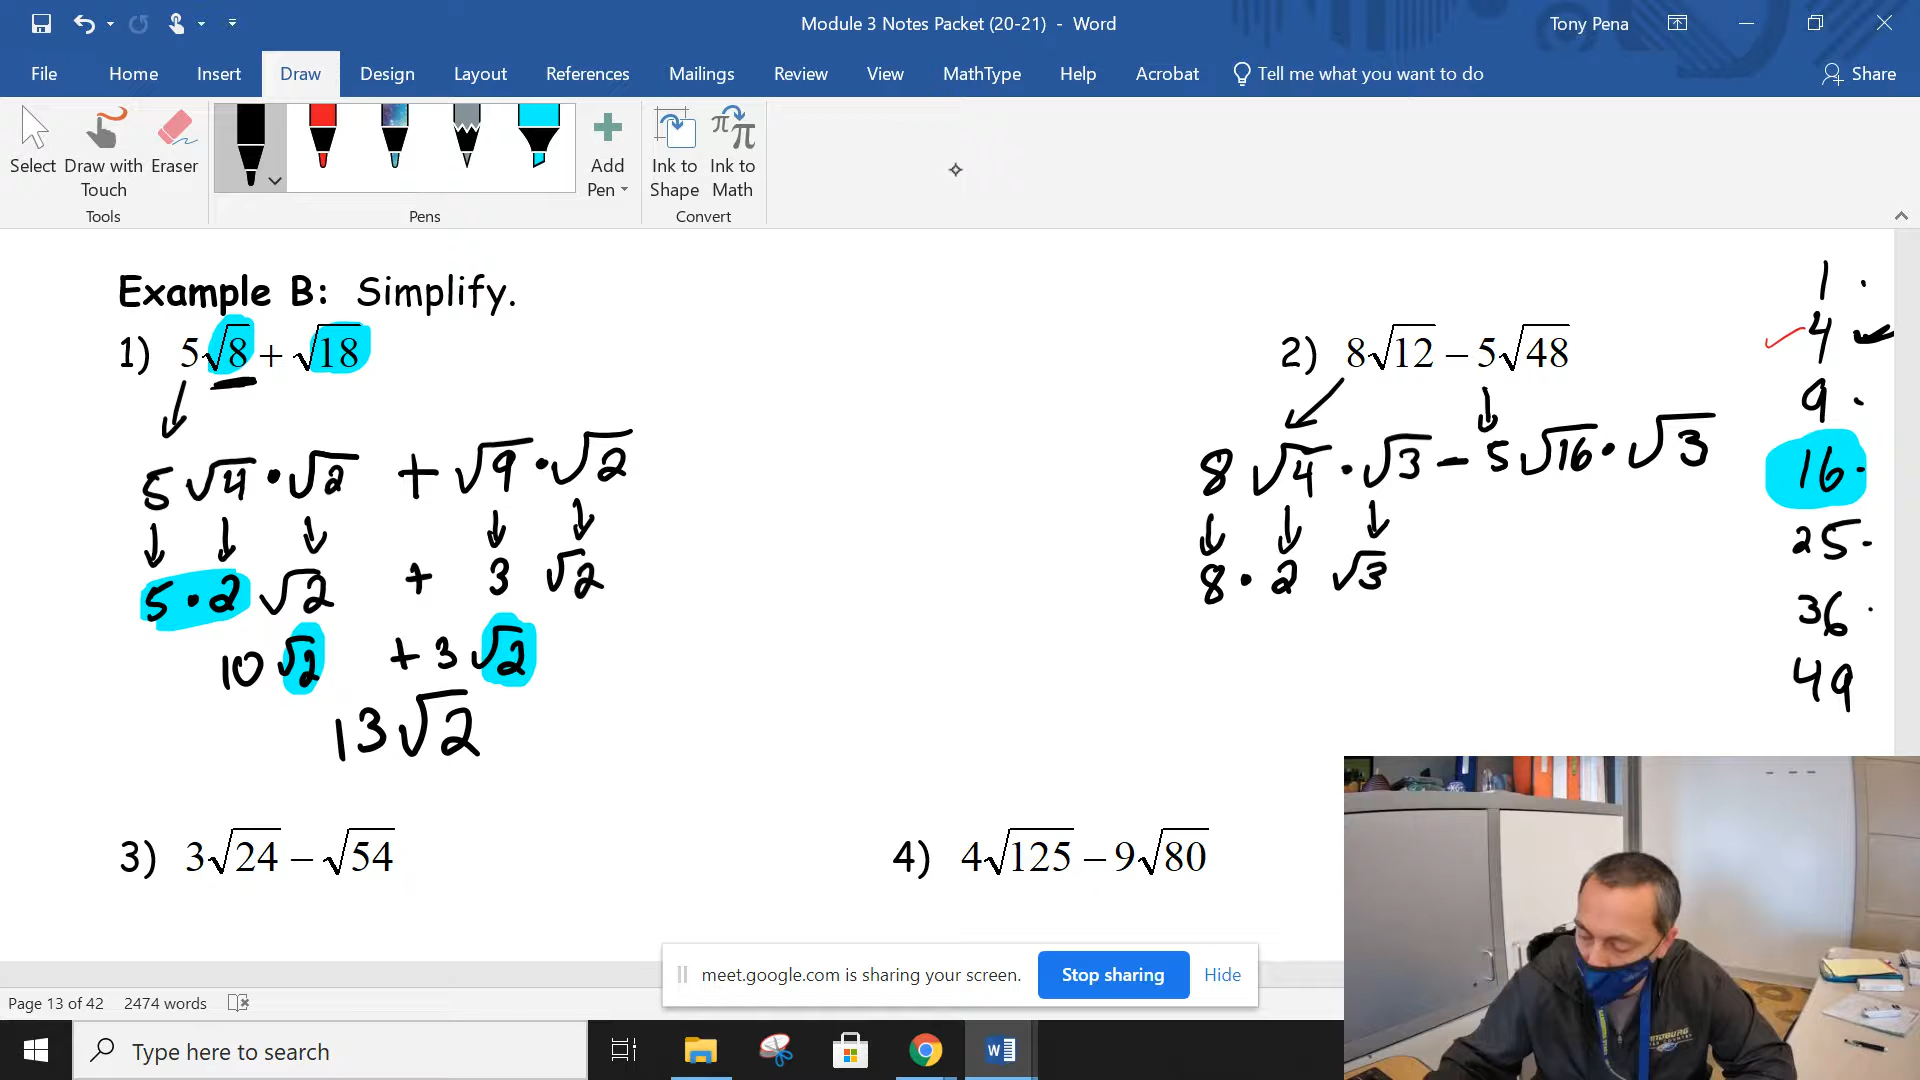 Module 3 Notes Packet (20-21) - Word
Tony Pena
File Home Insert Draw Design Layout References Mailings Review View MathType Help Acrobat Tell me what you want to do Share
Select
Draw with Touch
Eraser
Add Pen
Ink to Shape
Ink to Math
Tools
Pens
Convert
Example B: Simplify.
1) 5√8 + √18
5√4 • √2 + √9 • √2
5 • 2 √2 + 3 √2
10√2 + 3√2
13√2
2) 8√12 – 5√48
8 √4 • √3 – 5√16 • √3
8 • 2 √3
1
4
9
16
25
36
49
3) 3√24 – √54
4) 4√125 – 9√80
meet.google.com is sharing your screen. Stop sharing Hide
Page 13 of 42 2474 words
Type here to search